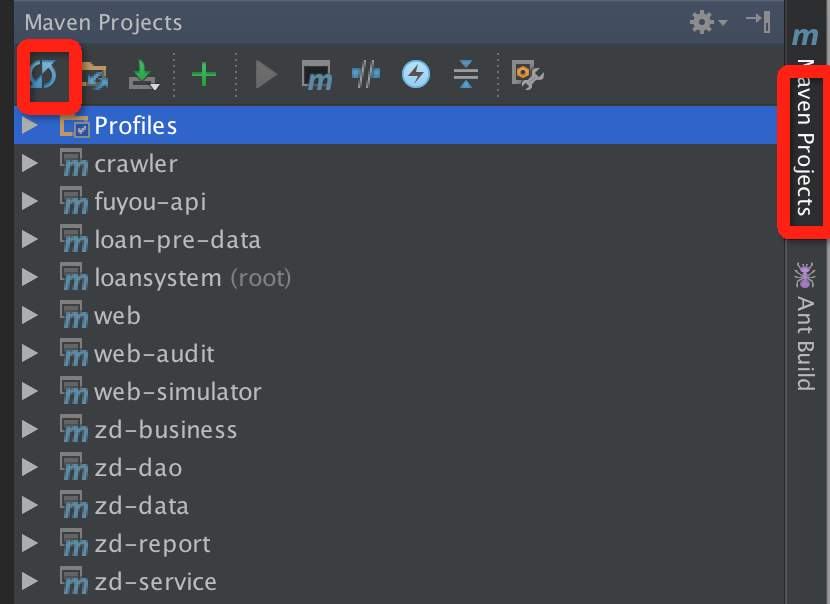 Maven Projects
Profiles
crawler
fuyou-api
loan-pre-data
loansystem (root)
web
web-audit
web-simulator
zd-business
zd-dao
zd-data
zd-report
zd-service
Maven Projects
Ant Build